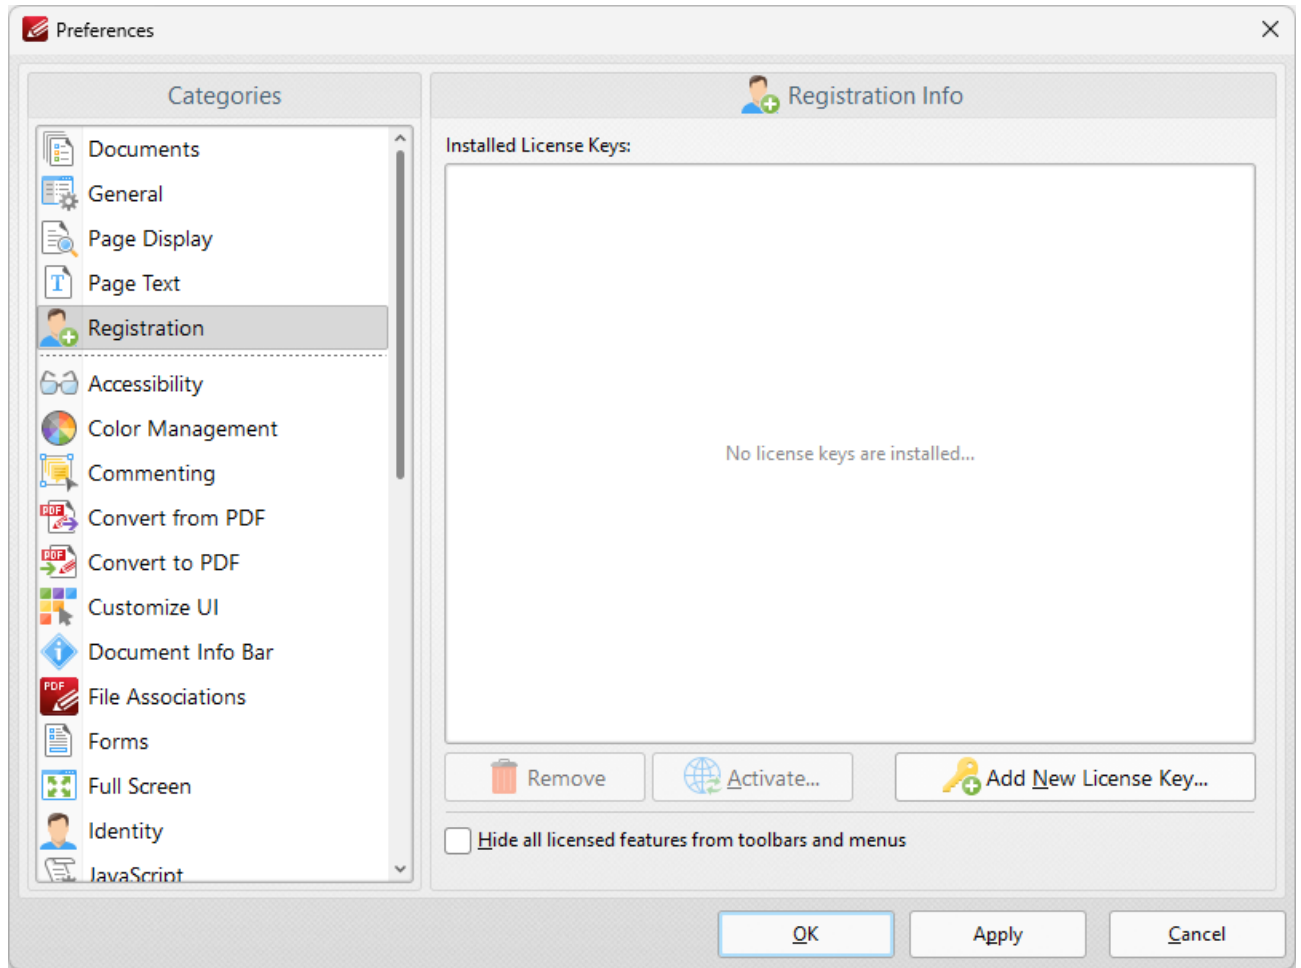 Preferences
Categories
Documents
General
Page Display
Page Text
Registration
Accessibility
Color Management
Commenting
Convert from PDF
Convert to PDF
Customize UI
Document Info Bar
File Associations
Forms
Full Screen
Identity
JavaScript
Registration Info
Installed License Keys:
No license keys are installed...
Remove
Activate...
Add New License Key...
Hide all licensed features from toolbars and menus
OK
Apply
Cancel